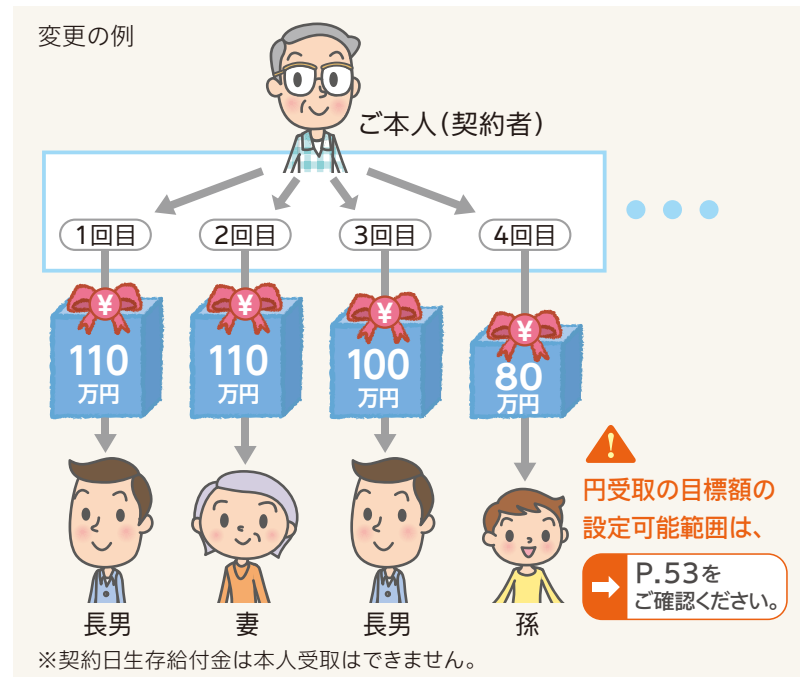 変更の例
ご本人(契約者)
1回目
2回目
3回目
4回目
¥
¥
¥
¥
110
万円
110
万円
100
万円
80
万円
長男
妻
長男
孫
!
円受取の目標額の
設定可能範囲は、
P.53を
ご確認ください。
※契約日生存給付金は本人受取はできません。